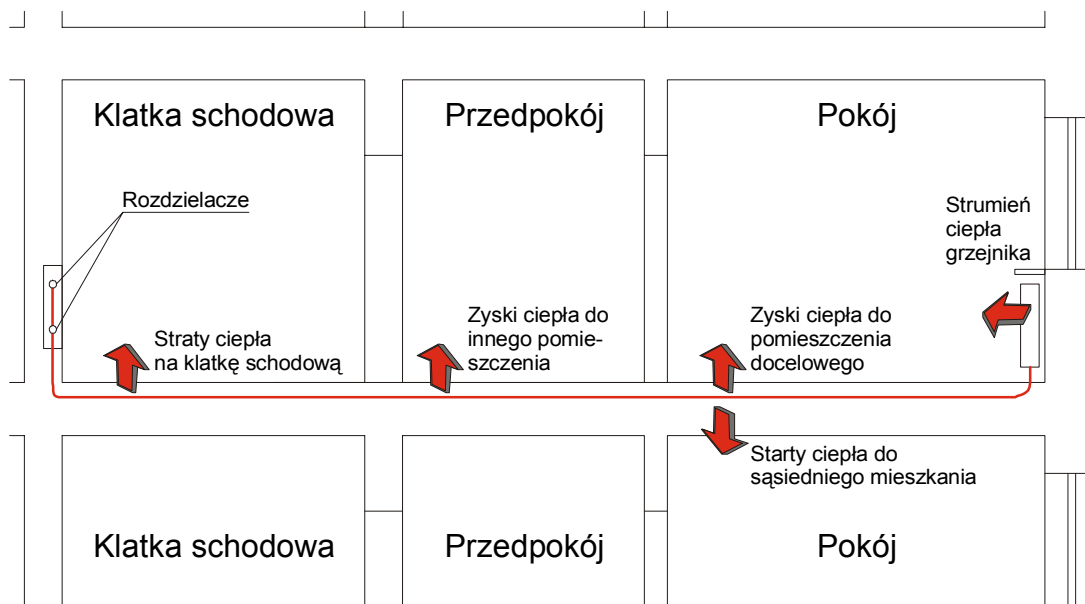 Klatka schodowa
Przedpokój
Pokój
Rozdzielacze
Strumień
ciepła
grzejnika
Straty ciepła
na klatkę schodową
Zyski ciepła do
innego pomie-
szczenia
Zyski ciepła do
pomieszczenia
docelowego
Starty ciepła do
sąsiedniego mieszkania
Klatka schodowa
Przedpokój
Pokój